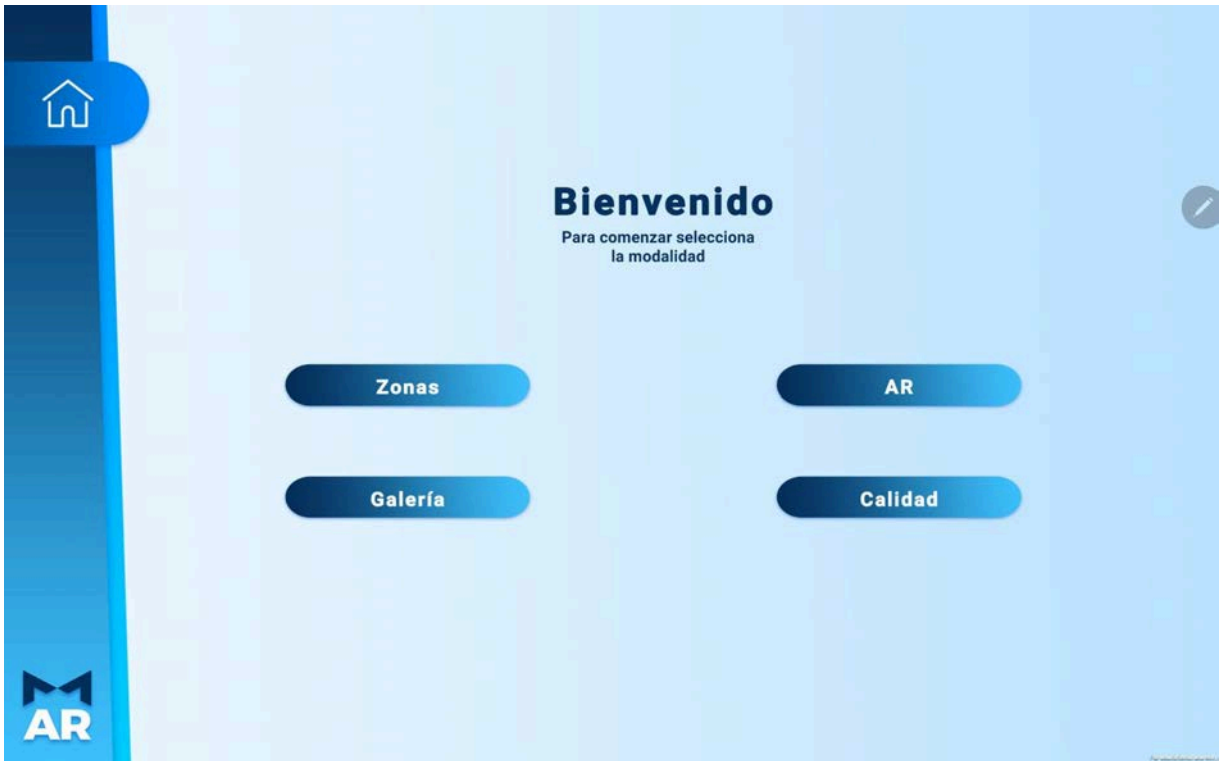 Bienvenido
Para comenzar selecciona
la modalidad
Zonas
AR
Galería
Calidad
M
AR